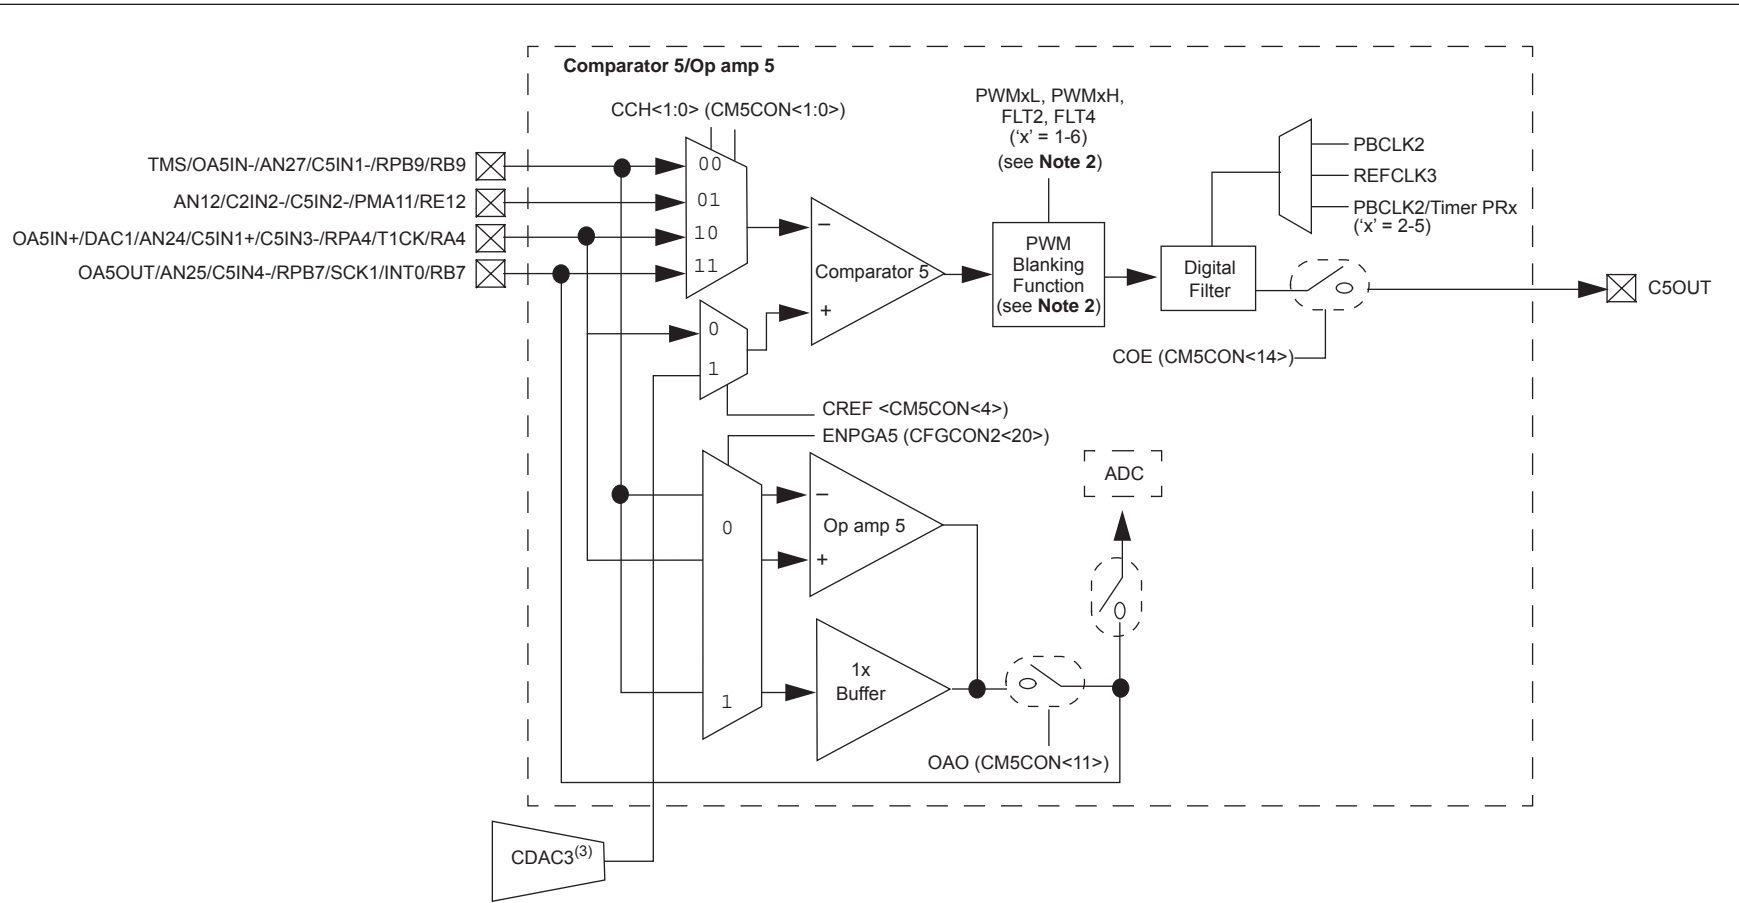 Comparator 5/Op amp 5
CCH<1:0> (CM5CON<1:0>)
PWMxL, PWMxH,
FLT2, FLT4
(‘x’ = 1-6)
(see Note 2)
PBCLK2
REFCLK3
PBCLK2/Timer PRx
(‘x’ = 2-5)
TMS/OA5IN-/AN27/C5IN1-/RPB9/RB9
AN12/C2IN2-/C5IN2-/PMA11/RE12
OA5IN+/DAC1/AN24/C5IN1+/C5IN3-/RPA4/T1CK/RA4
OA5OUT/AN25/C5IN4-/RPB7/SCK1/INT0/RB7
00
01
10
11
–
Comparator 5
+
PWM
Blanking
Function
(see Note 2)
Digital
Filter
C5OUT
COE (CM5CON<14>)
0
1
CREF <CM5CON<4>)
ENPGA5 (CFGCON2<20>)
0
1
–
Op amp 5
+
ADC
1x
Buffer
OAO (CM5CON<11>)
CDAC3(3)